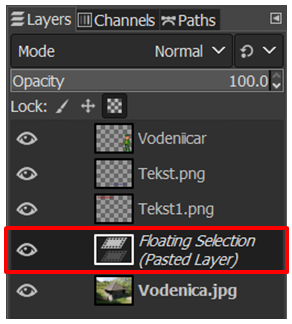 Layers Channels Paths
Mode Normal
Opacity 100.0
Lock:
Vodeniicar
Tekst.png
Tekst1.png
Floating Selection
(Pasted Layer)
Vodenica.jpg